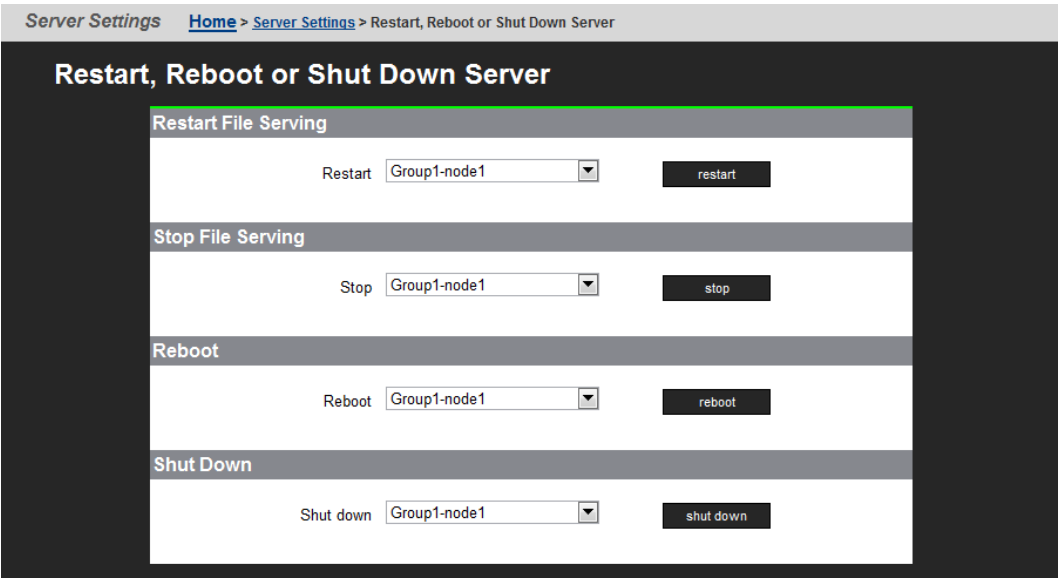 Server Settings Home > Server Settings > Restart, Reboot or Shut Down Server
Restart, Reboot or Shut Down Server
Restart File Serving
Restart Group1-node1 restart
Stop File Serving
Stop Group1-node1 stop
Reboot
Reboot Group1-node1 reboot
Shut Down
Shut down Group1-node1 shut down